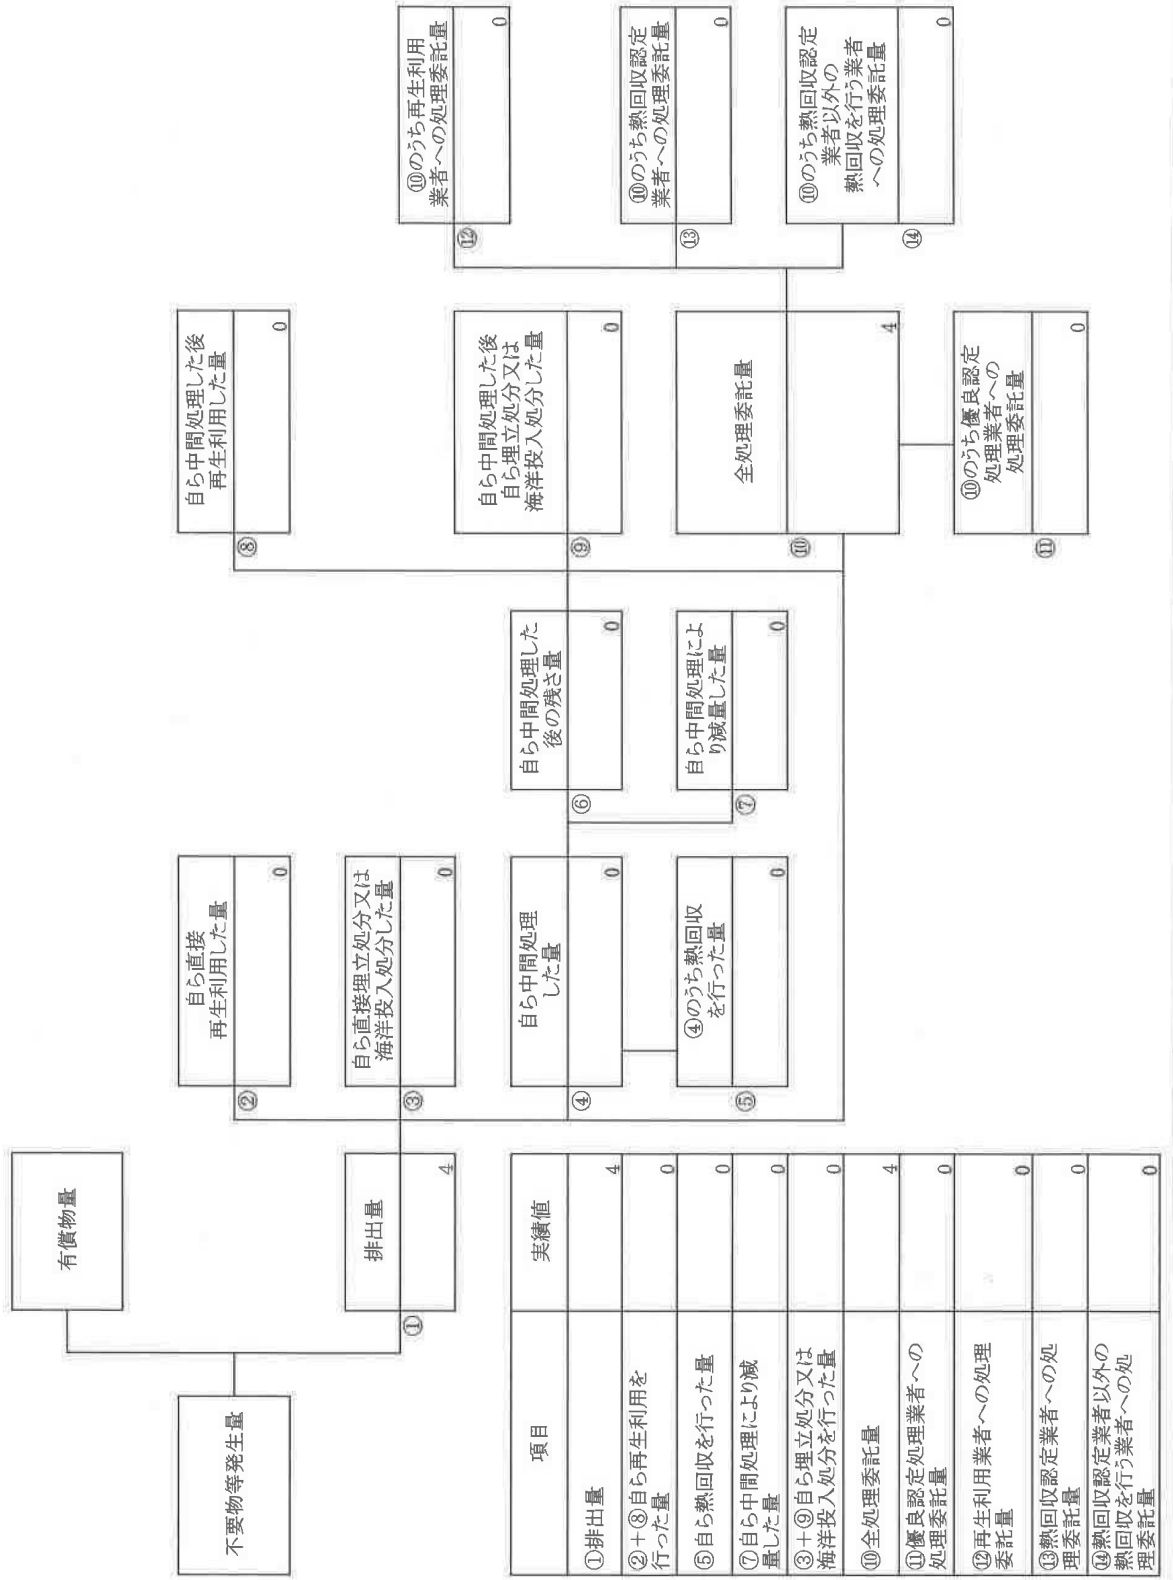 不要物等発生量
有償物量
①
排出量
4
②
自ら直接
再生利用した量
0
③
自ら直接埋立処分又は
海洋投入処分した量
0
④
自ら中間処理
した量
0
⑤
④のうち熱回収
を行った量
0
⑥
自ら中間処理した
後の残さ量
0
⑦
自ら中間処理によ
り減量した量
0
⑧
自ら中間処理した後
再生利用した量
0
⑨
自ら中間処理した後
自ら埋立処分又は
海洋投入処分した量
0
⑩
全処理委託量
4
⑪
⑩のうち優良認定
処理業者への
処理委託量
0
⑫
⑩のうち再生利用
業者への処理委託量
0
⑬
⑩のうち熱回収認定
業者への処理委託量
0
⑭
⑩のうち熱回収認定
業者以外の
熱回収を行う業者
への処理委託量
0
項目 実績値
①排出量 4
②+⑧自ら再生利用を
行った量 0
⑤自ら熱回収を行った量 0
⑦自ら中間処理により減
量した量 0
③+⑨自ら埋立処分又は
海洋投入処分を行った量 0
⑩全処理委託量 4
⑪優良認定処理業者への
処理委託量 0
⑫再生利用業者への処理
委託量 0
⑬熱回収認定業者への処
理委託量 0
⑭熱回収認定業者以外の
熱回収を行う業者への処
理委託量 0